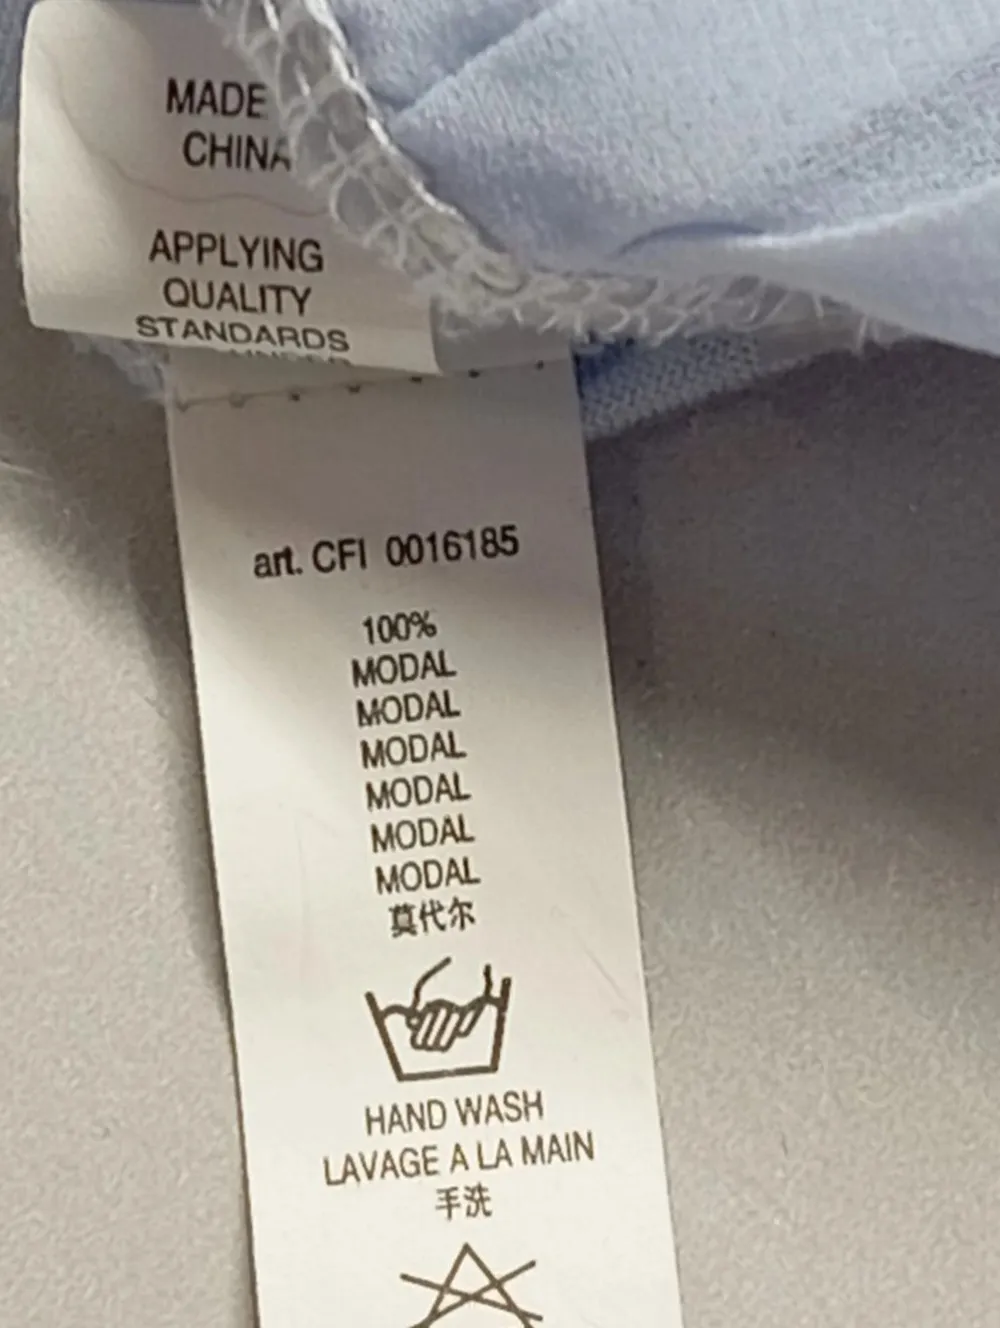 MADE
CHINA
APPLYING
QUALITY
STANDARDS
art. CFI 0016185
100%
MODAL
MODAL
MODAL
MODAL
MODAL
MODAL
莫代尔
HAND WASH
LAVAGE A LA MAIN
手洗